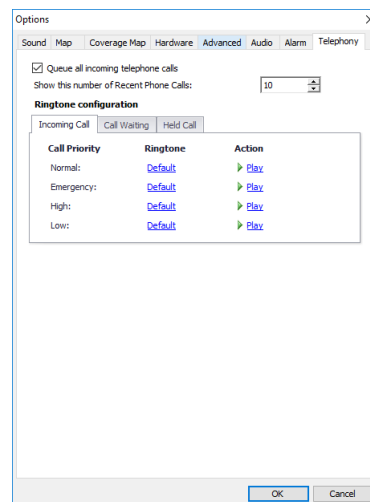 Options
Sound Map Coverage Map Hardware Advanced Audio Alarm Telephony
Queue all incoming telephone calls
Show this number of Recent Phone Calls: 10
Ringtone configuration
Incoming Call Call Waiting Held Call
Call Priority Ringtone Action
Normal: Default Play
Emergency: Default Play
High: Default Play
Low: Default Play
OK Cancel